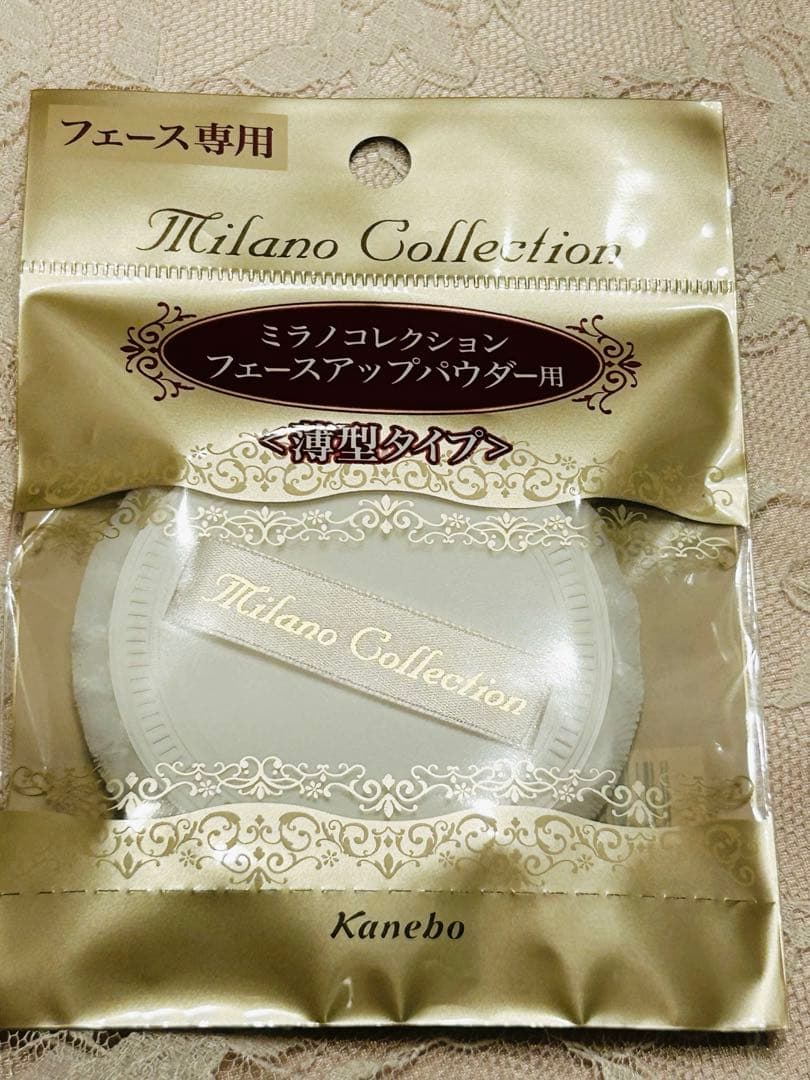 フェース専用
Milano Collection
ミラノコレクション
フェースアップパウダー用
<薄型タイプ>
Milano Collection
Kanebo